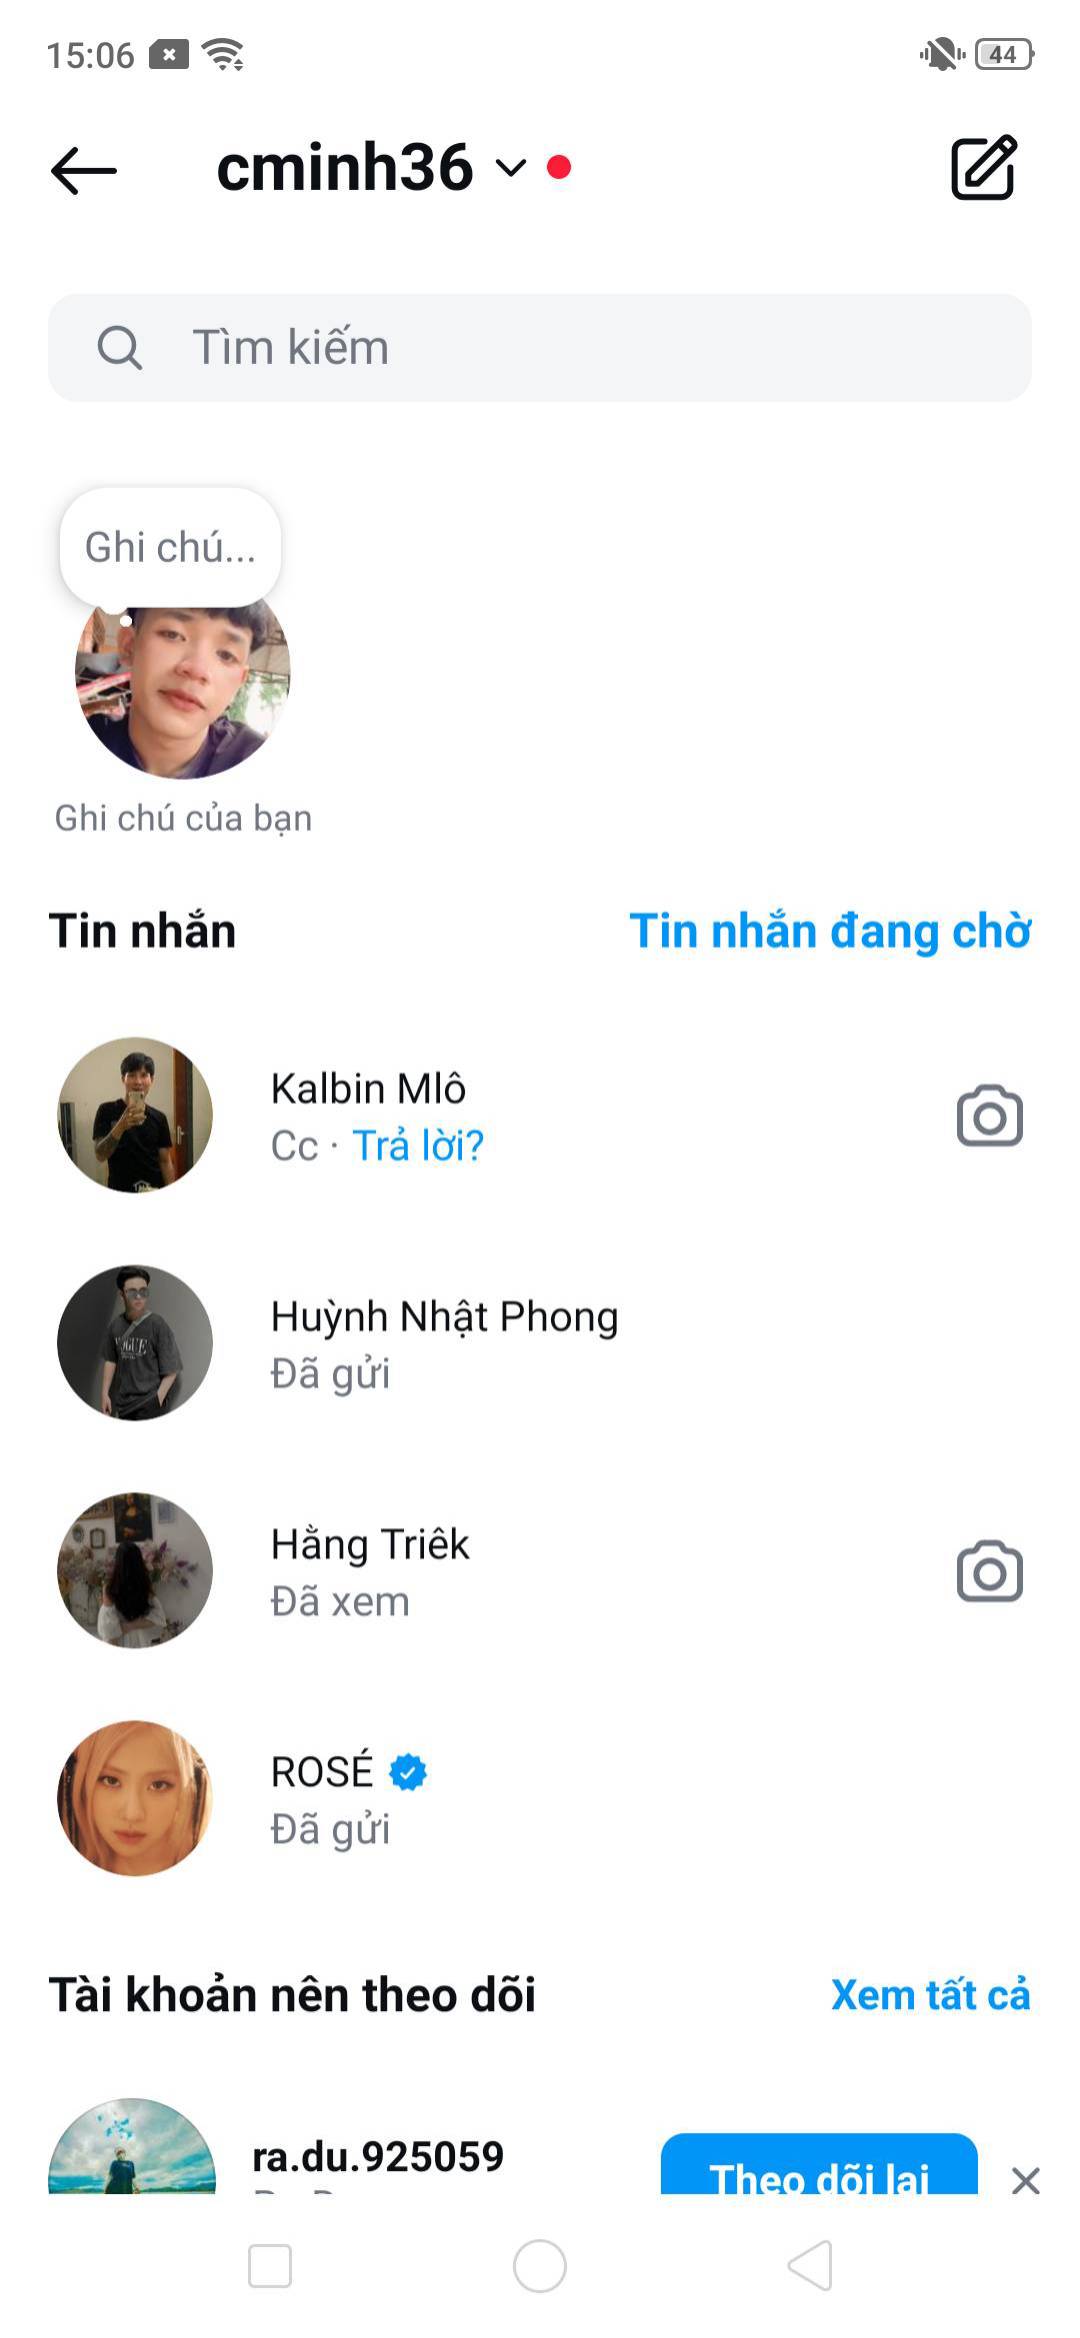 15:06
44
cminh36
Tìm kiếm
Ghi chú...
Ghi chú của bạn
Tin nhắn
Tin nhắn đang chờ
Kalbin Mlô
Cc · Trả lời?
Huỳnh Nhật Phong
Đã gửi
VOGUE
Hằng Triêk
Đã xem
ROSÉ
Đã gửi
Tài khoản nên theo dõi
Xem tất cả
ra.du.925059
Theo dõi lại